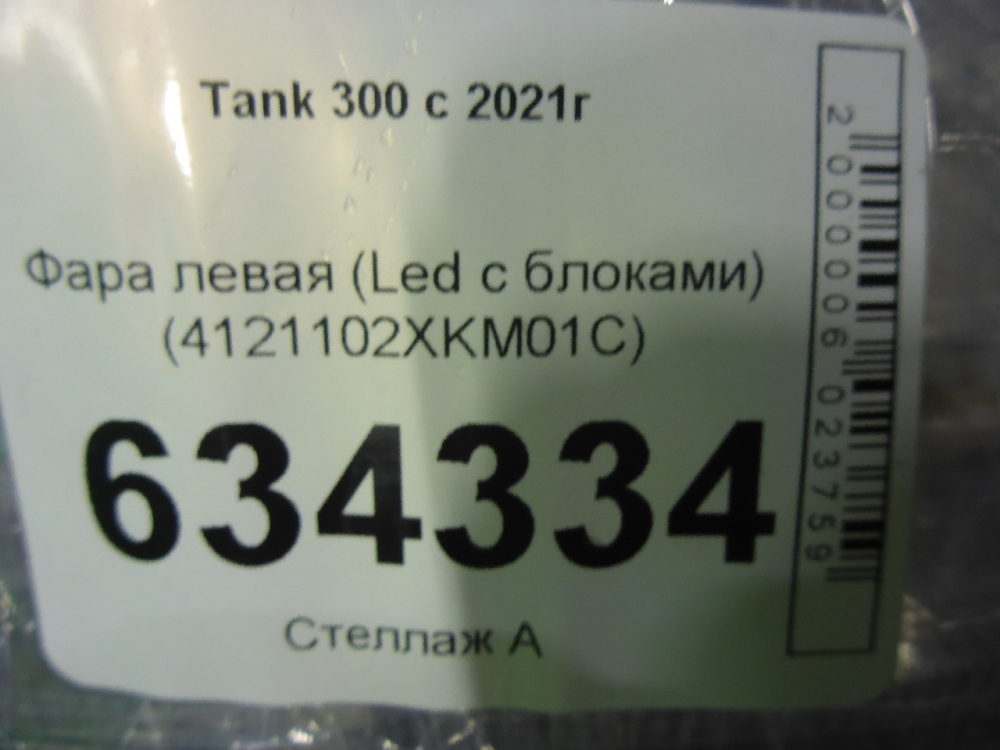 Tank 300 с 2021г
Фара левая (Led с блоками)
(4121102XKM01C)
634334
Стеллаж А
2000006023759